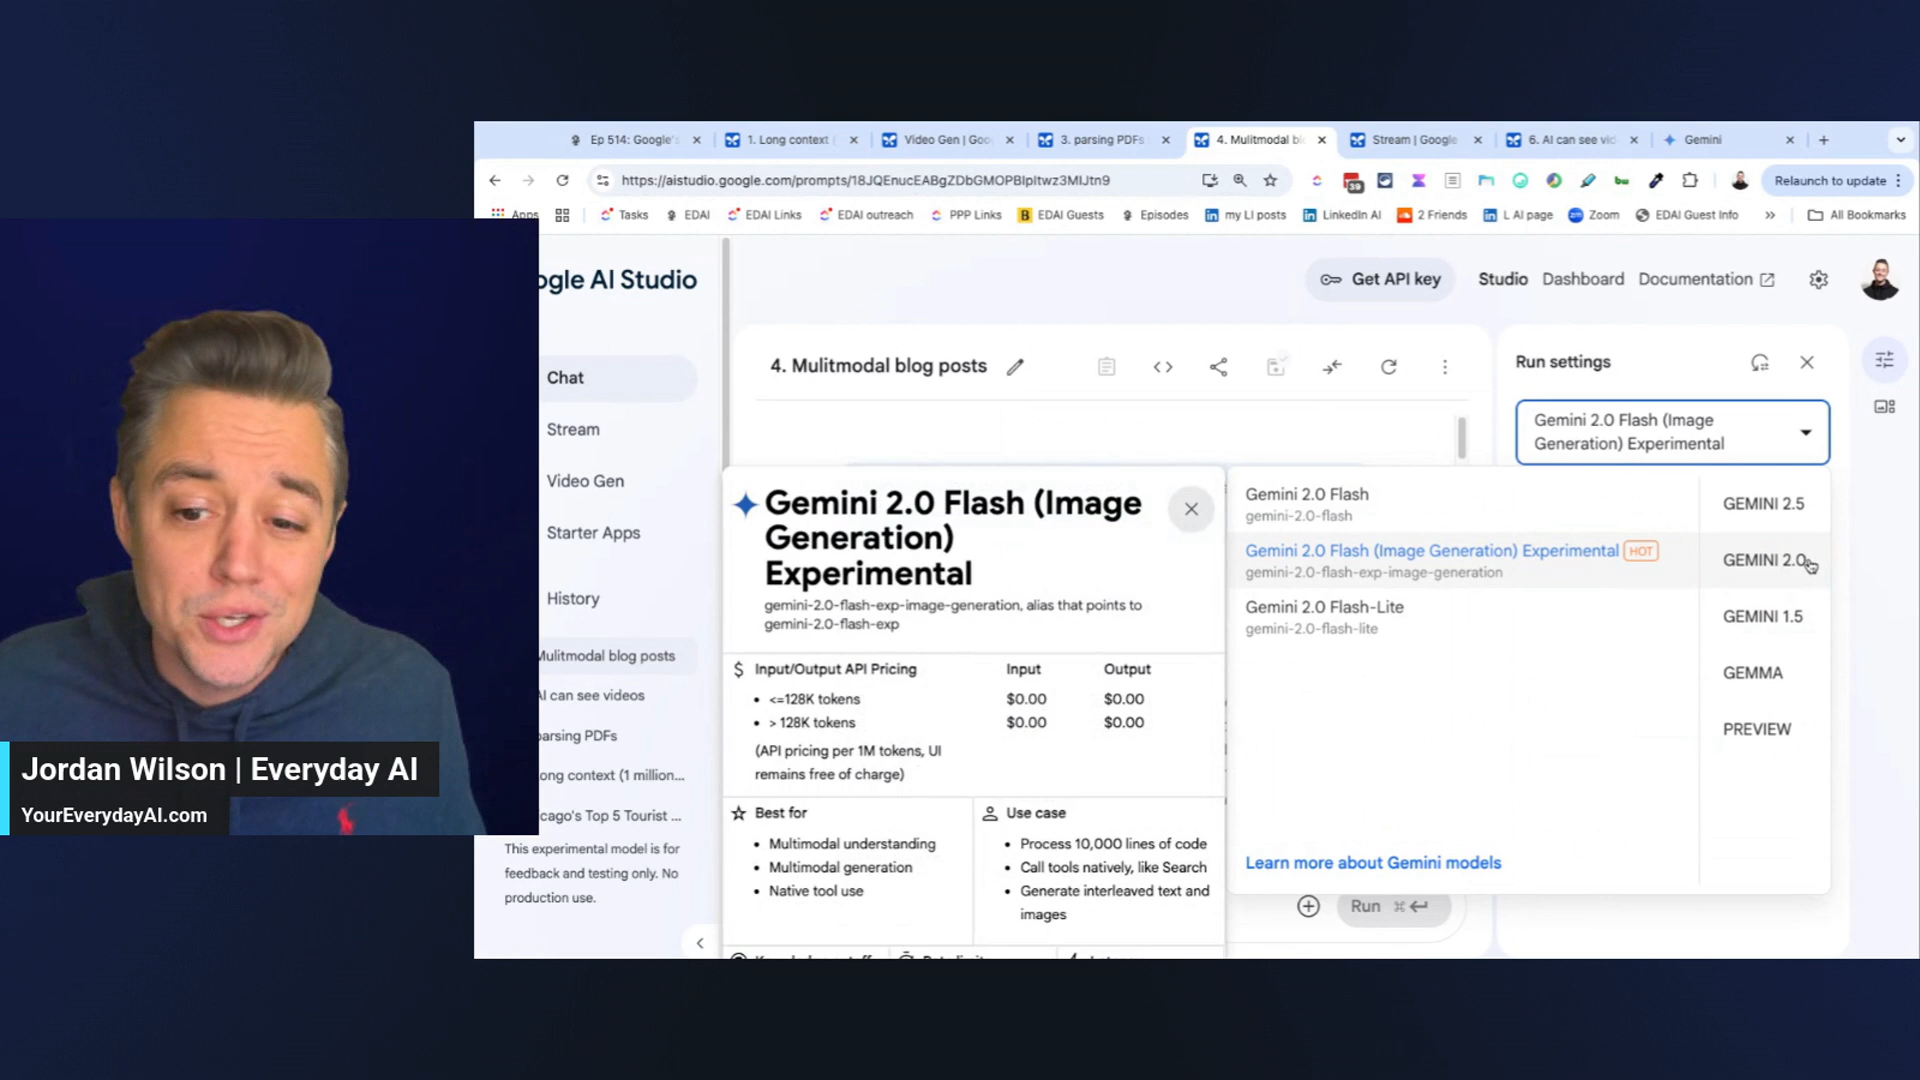 Ep 514: Google's
1. Long context
Video Gen | Goo
3. parsing PDFs
4. Mulitmodal blo
Stream | Google
6. AI can see vid
Gemini
https://aistudio.google.com/prompts/18JQEnucEABgZDbGMOPBIpItwz3MIJtn9
39
Relaunch to update
Apps
Tasks
EDAI
EDAI Links
EDAI outreach
PPP Links
EDAI Guests
Episodes
my LI posts
LinkedIn AI
2 Friends
L AI page
Zoom
EDAI Guest Info
All Bookmarks
ogle AI Studio
Get API key
Studio
Dashboard
Documentation
Chat
Stream
Video Gen
Starter Apps
History
Mulitmodal blog posts
AI can see videos
parsing PDFs
ong context (1 million...
cago's Top 5 Tourist ...
This experimental model is for
feedback and testing only. No
production use.
4. Mulitmodal blog posts
Run settings
Gemini 2.0 Flash (Image
Generation) Experimental
Gemini 2.0 Flash (Image
Generation)
Experimental
gemini-2.0-flash-exp-image-generation, alias that points to
gemini-2.0-flash-exp
$ Input/Output API Pricing Input Output
• <=128K tokens $0.00 $0.00
• > 128K tokens $0.00 $0.00
(API pricing per 1M tokens, UI
remains free of charge)
Best for
• Multimodal understanding
• Multimodal generation
• Native tool use
Use case
• Process 10,000 lines of code
• Call tools natively, like Search
• Generate interleaved text and
images
Gemini 2.0 Flash
gemini-2.0-flash
Gemini 2.0 Flash (Image Generation) Experimental HOT
gemini-2.0-flash-exp-image-generation
Gemini 2.0 Flash-Lite
gemini-2.0-flash-lite
Learn more about Gemini models
GEMINI 2.5
GEMINI 2.0
GEMINI 1.5
GEMMA
PREVIEW
Run
Jordan Wilson | Everyday AI
YourEverydayAI.com